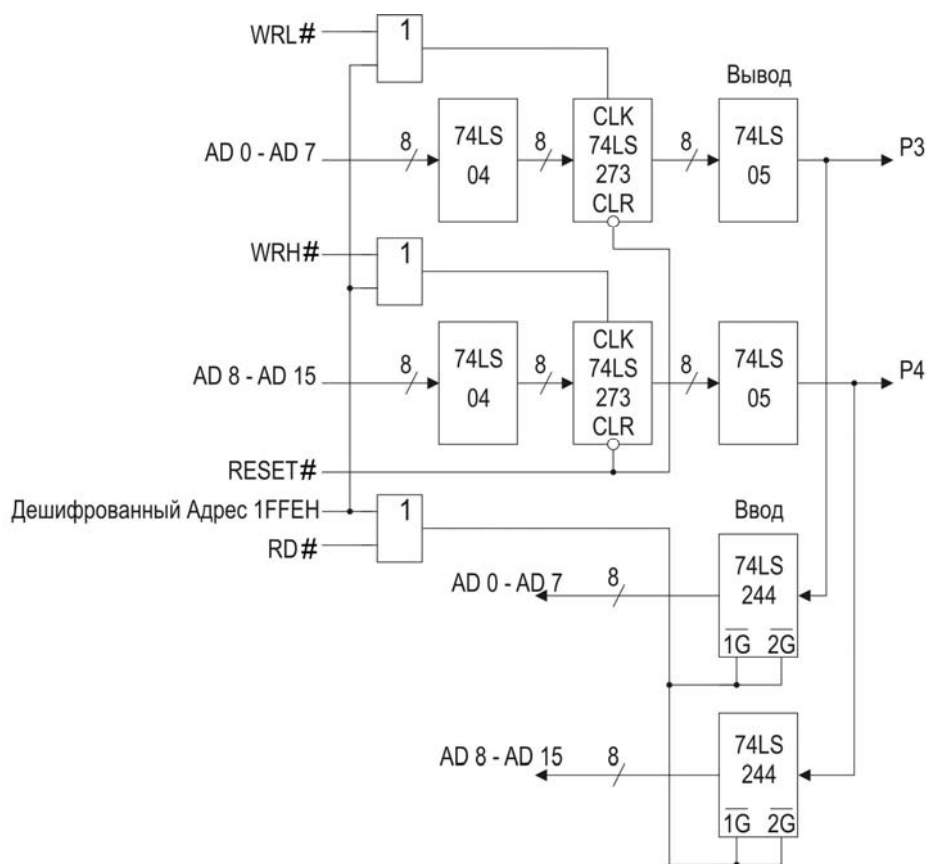 WRL#
1
Вывод
AD 0 - AD 7
8
74LS
04
8
CLK
74LS
273
CLR
8
74LS
05
P3
WRH#
1
AD 8 - AD 15
8
74LS
04
8
CLK
74LS
273
CLR
8
74LS
05
P4
RESET#
Дешифрованный Адрес 1FFEH
1
RD#
Ввод
AD 0 - AD 7
8
74LS
244
1G 2G
AD 8 - AD 15
8
74LS
244
1G 2G